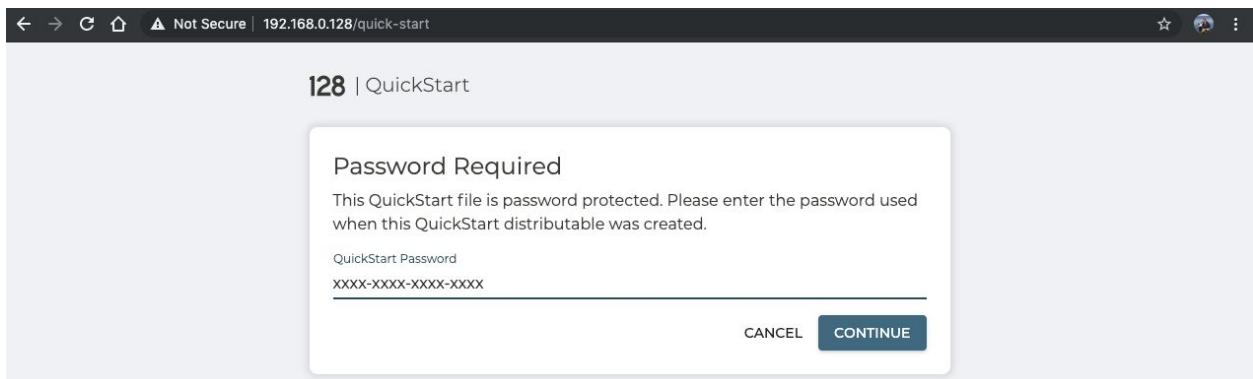 Not Secure | 192.168.0.128/quick-start
128 | QuickStart
Password Required
This QuickStart file is password protected. Please enter the password used
when this QuickStart distributable was created.
QuickStart Password
xxxx-xxxx-xxxx-xxxx
CANCEL CONTINUE